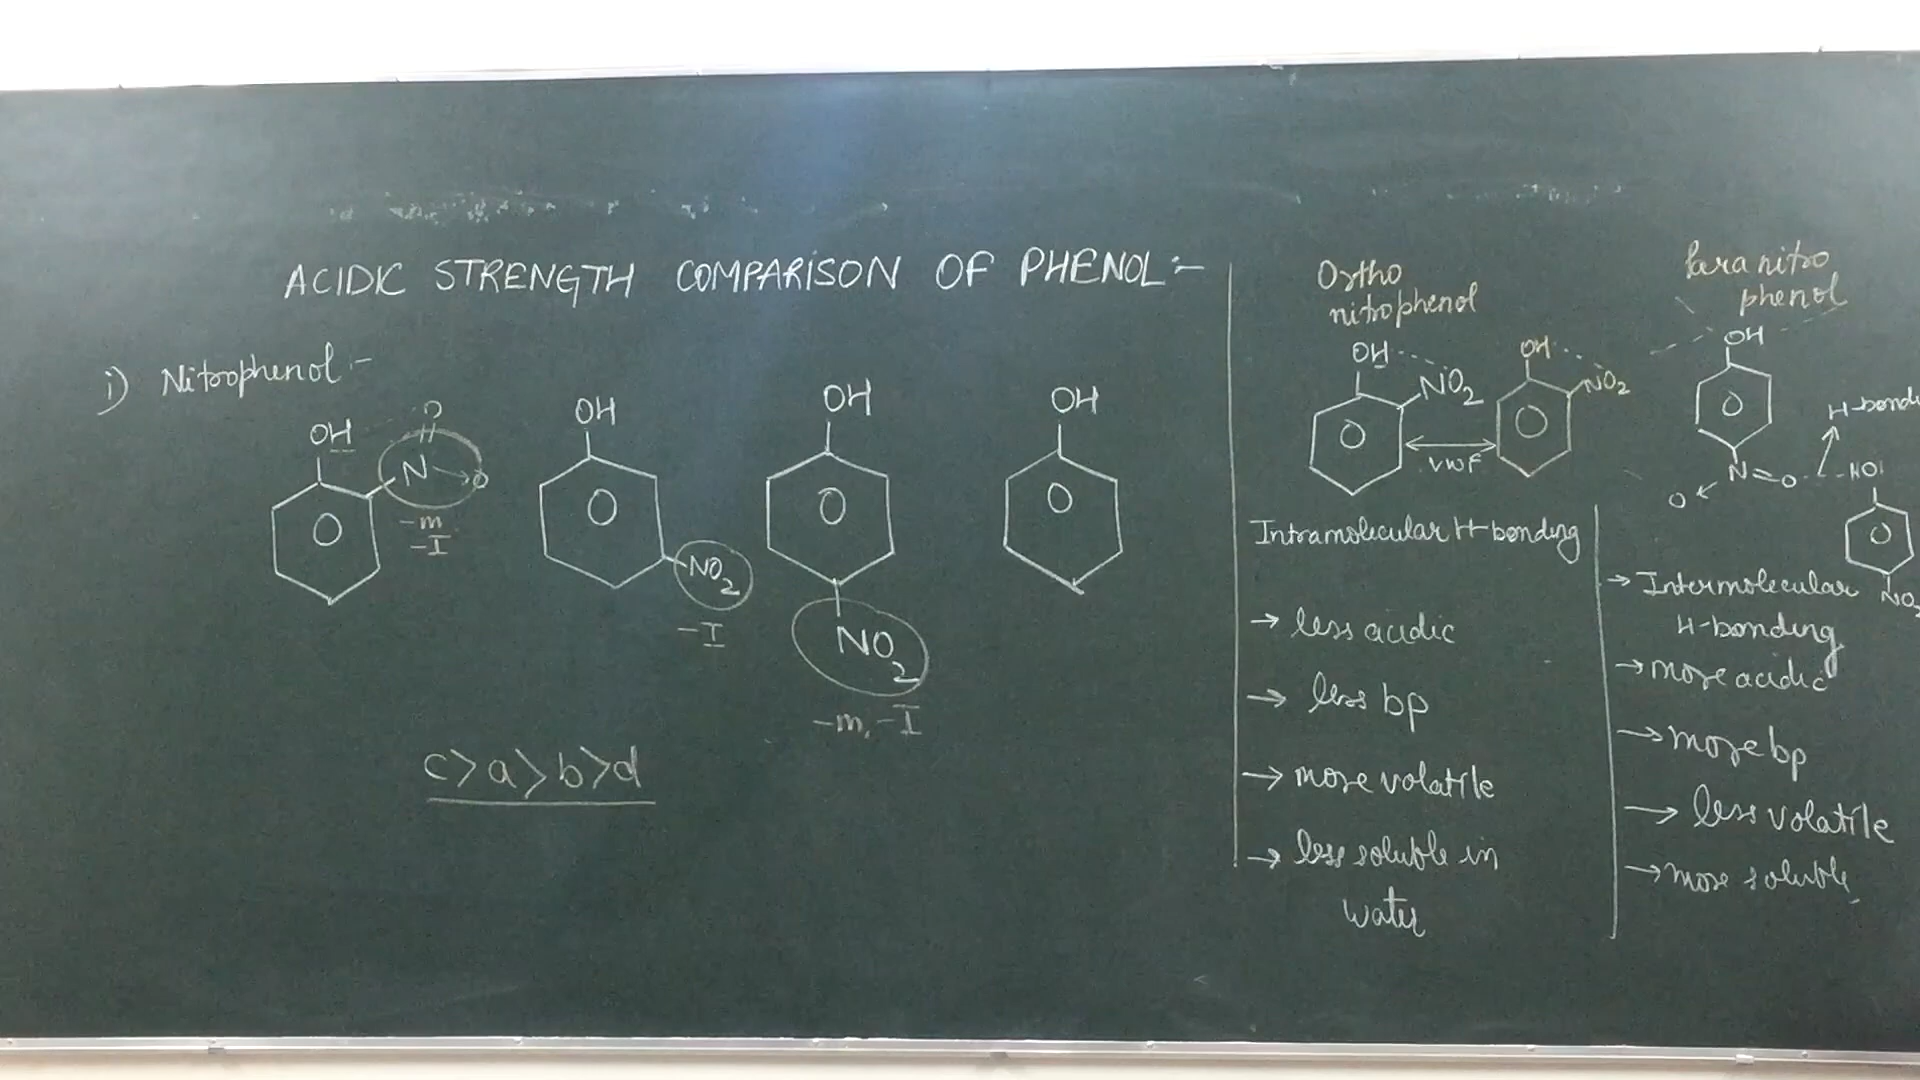 ACIDIC STRENGTH COMPARISON OF PHENOL :-
i) Nitrophenol :-
OH
O
N
O
-m
-I
OH
NO2
-I
OH
NO2
-m, -I
OH
c>a>b>d
Ortho
nitrophenol
OH
NO2
OH
NO2
VWF
Intramolecular H-bonding
→ less acidic
→ less bp
→ more volatile
→ less soluble in
water
Para nitro
phenol
OH
N=O
O
H-bondi
HO
NO2
→ Intermolecular
H-bonding
→ more acidic
→ more bp
→ less volatile
→ more soluble